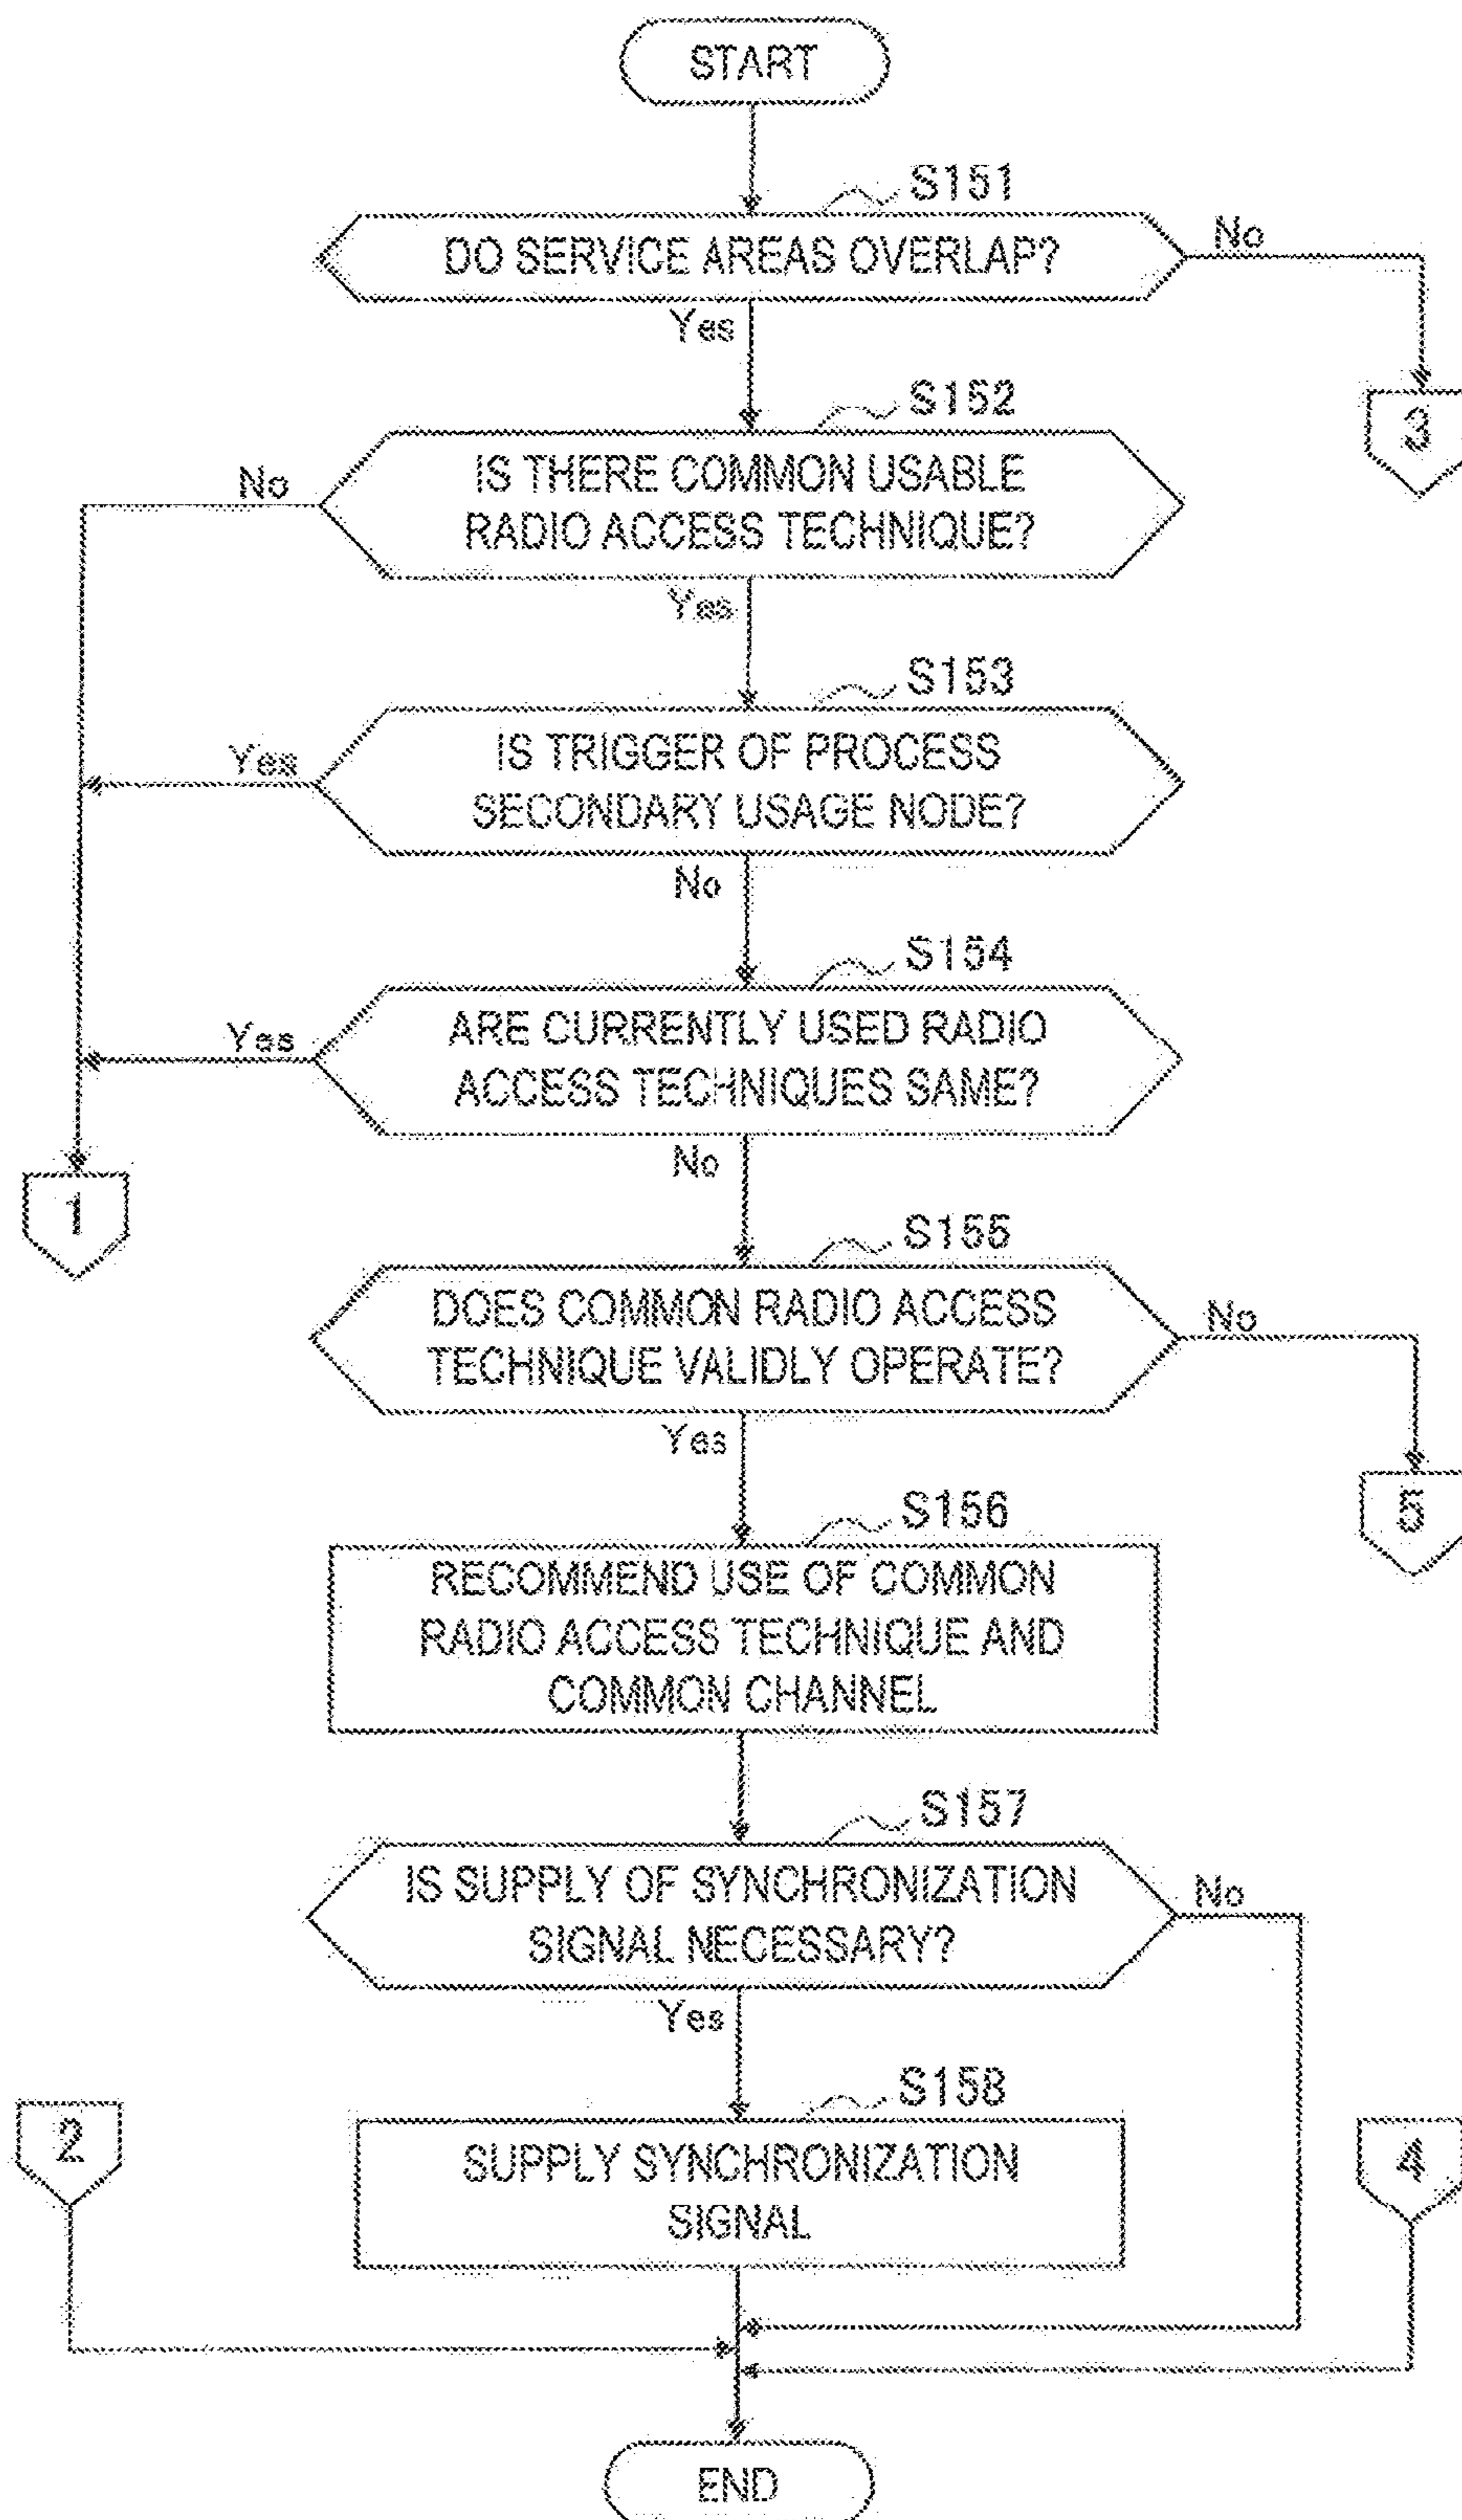 START
S151
DO SERVICE AREAS OVERLAP?
No
Yes
3
S152
IS THERE COMMON USABLE
RADIO ACCESS TECHNIQUE?
No
Yes
S153
IS TRIGGER OF PROCESS
SECONDARY USAGE NODE?
Yes
No
S154
ARE CURRENTLY USED RADIO
ACCESS TECHNIQUES SAME?
Yes
No
1
S155
DOES COMMON RADIO ACCESS
TECHNIQUE VALIDLY OPERATE?
No
Yes
5
S156
RECOMMEND USE OF COMMON
RADIO ACCESS TECHNIQUE AND
COMMON CHANNEL
S157
IS SUPPLY OF SYNCHRONIZATION
SIGNAL NECESSARY?
No
Yes
2
S158
SUPPLY SYNCHRONIZATION
SIGNAL
4
END